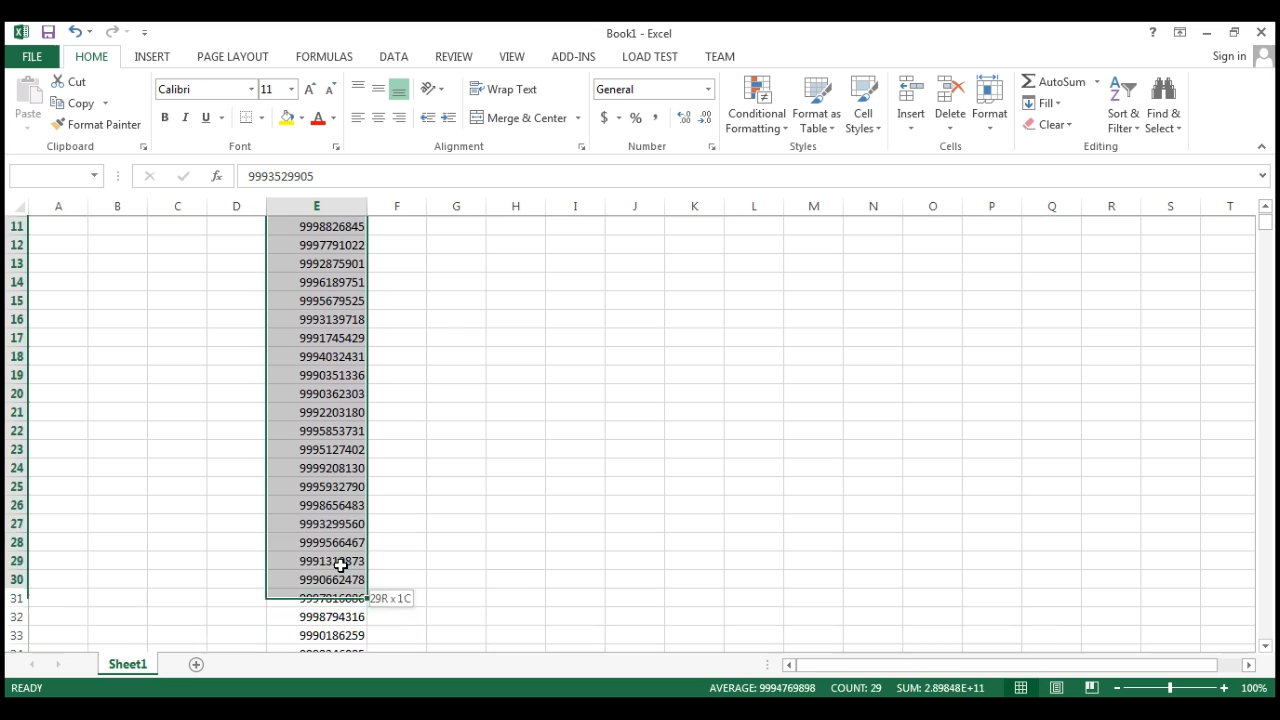 Book1 - Excel
?
FILE HOME INSERT PAGE LAYOUT FORMULAS DATA REVIEW VIEW ADD-INS LOAD TEST TEAM Sign in
Paste
Cut
Copy
Format Painter
Clipboard
Calibri 11
B I U
Font
Wrap Text
Merge & Center
Alignment
General
$ % ,
Number
Conditional Formatting
Format as Table
Cell Styles
Styles
Insert
Delete
Format
Cells
AutoSum
Fill
Clear
Sort & Filter
Find & Select
Editing
fx 9993529905
A B C D E F G H I J K L M N O P Q R S T
11 9998826845
12 9997791022
13 9992875901
14 9996189751
15 9995679525
16 9993139718
17 9991745429
18 9994032431
19 9990351336
20 9990362303
21 9992203180
22 9995853731
23 9995127402
24 9999208130
25 9995932790
26 9998656483
27 9993299560
28 9999566467
29
30 9990662478
31 29R x 1C
32 9998794316
33 9990186259
Sheet1
READY AVERAGE: 9994769898 COUNT: 29 SUM: 2.89848E+11 100%